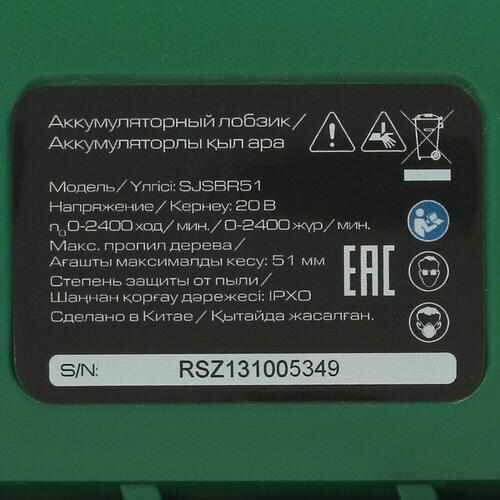 Аккумуляторный лобзик /
Аккумуляторлы қыл ара
Модель / Үлгісі: SJSBR51
Напряжение / Кернеу: 20 В
n₀0-2400 ход / мин. / 0-2400 жүр / мин.
Макс. пропил дерева /
Ағашты максималды кесу: 51 мм
Степень защиты от пыли /
Шаңнан қорғау дәрежесі: IPX0
Сделано в Китае / Қытайда жасалған.
EAC
S/N: RSZ131005349